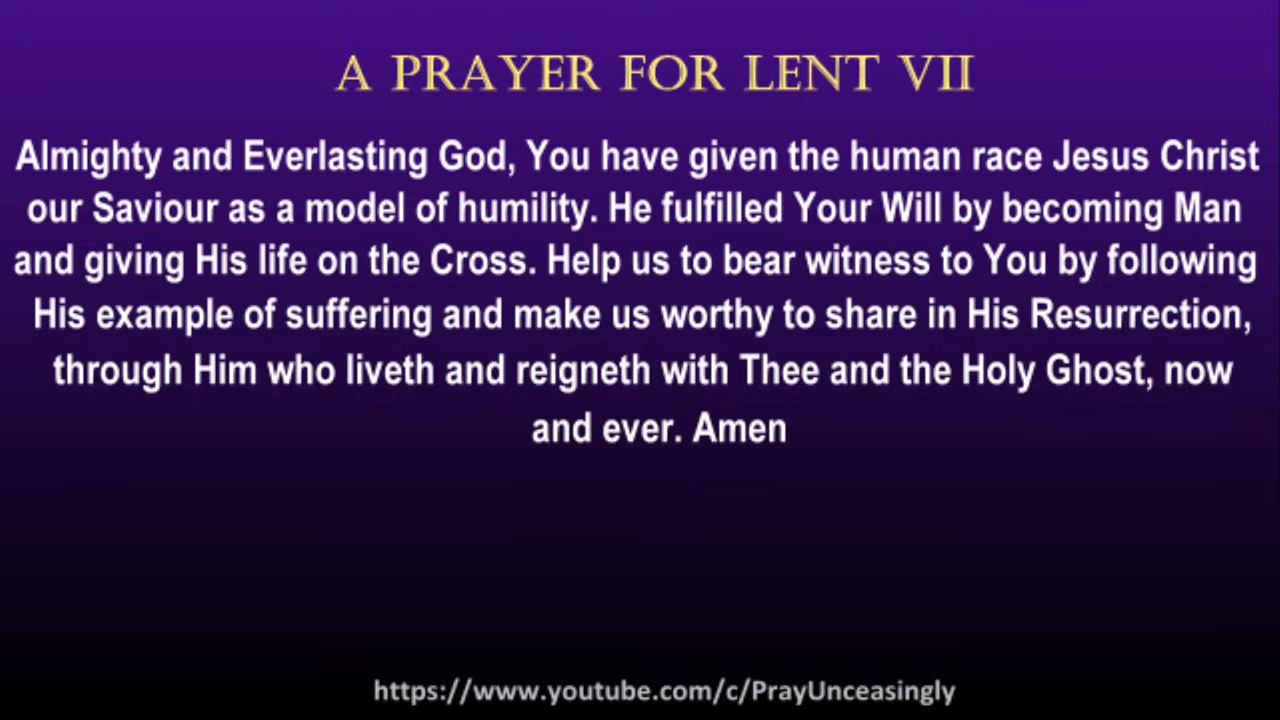 A PRAYER FOR LENT VII
Almighty and Everlasting God, You have given the human race Jesus Christ
our Saviour as a model of humility. He fulfilled Your Will by becoming Man
and giving His life on the Cross. Help us to bear witness to You by following
His example of suffering and make us worthy to share in His Resurrection,
through Him who liveth and reigneth with Thee and the Holy Ghost, now
and ever. Amen
https://www.youtube.com/c/PrayUnceasingly